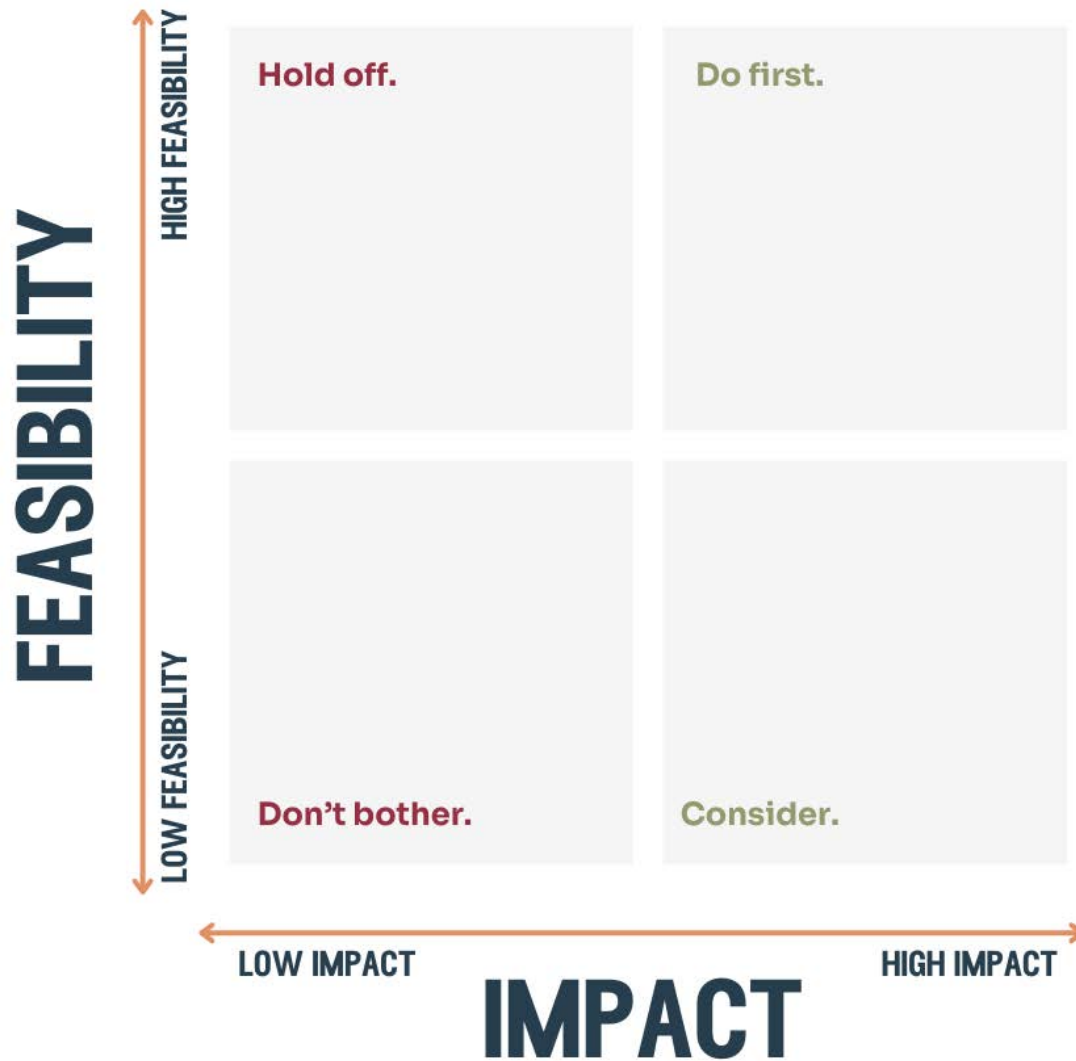 HIGH FEASIBILITY
Hold off.
Do first.
FEASIBILITY
LOW FEASIBILITY
Don’t bother.
Consider.
LOW IMPACT
HIGH IMPACT
IMPACT